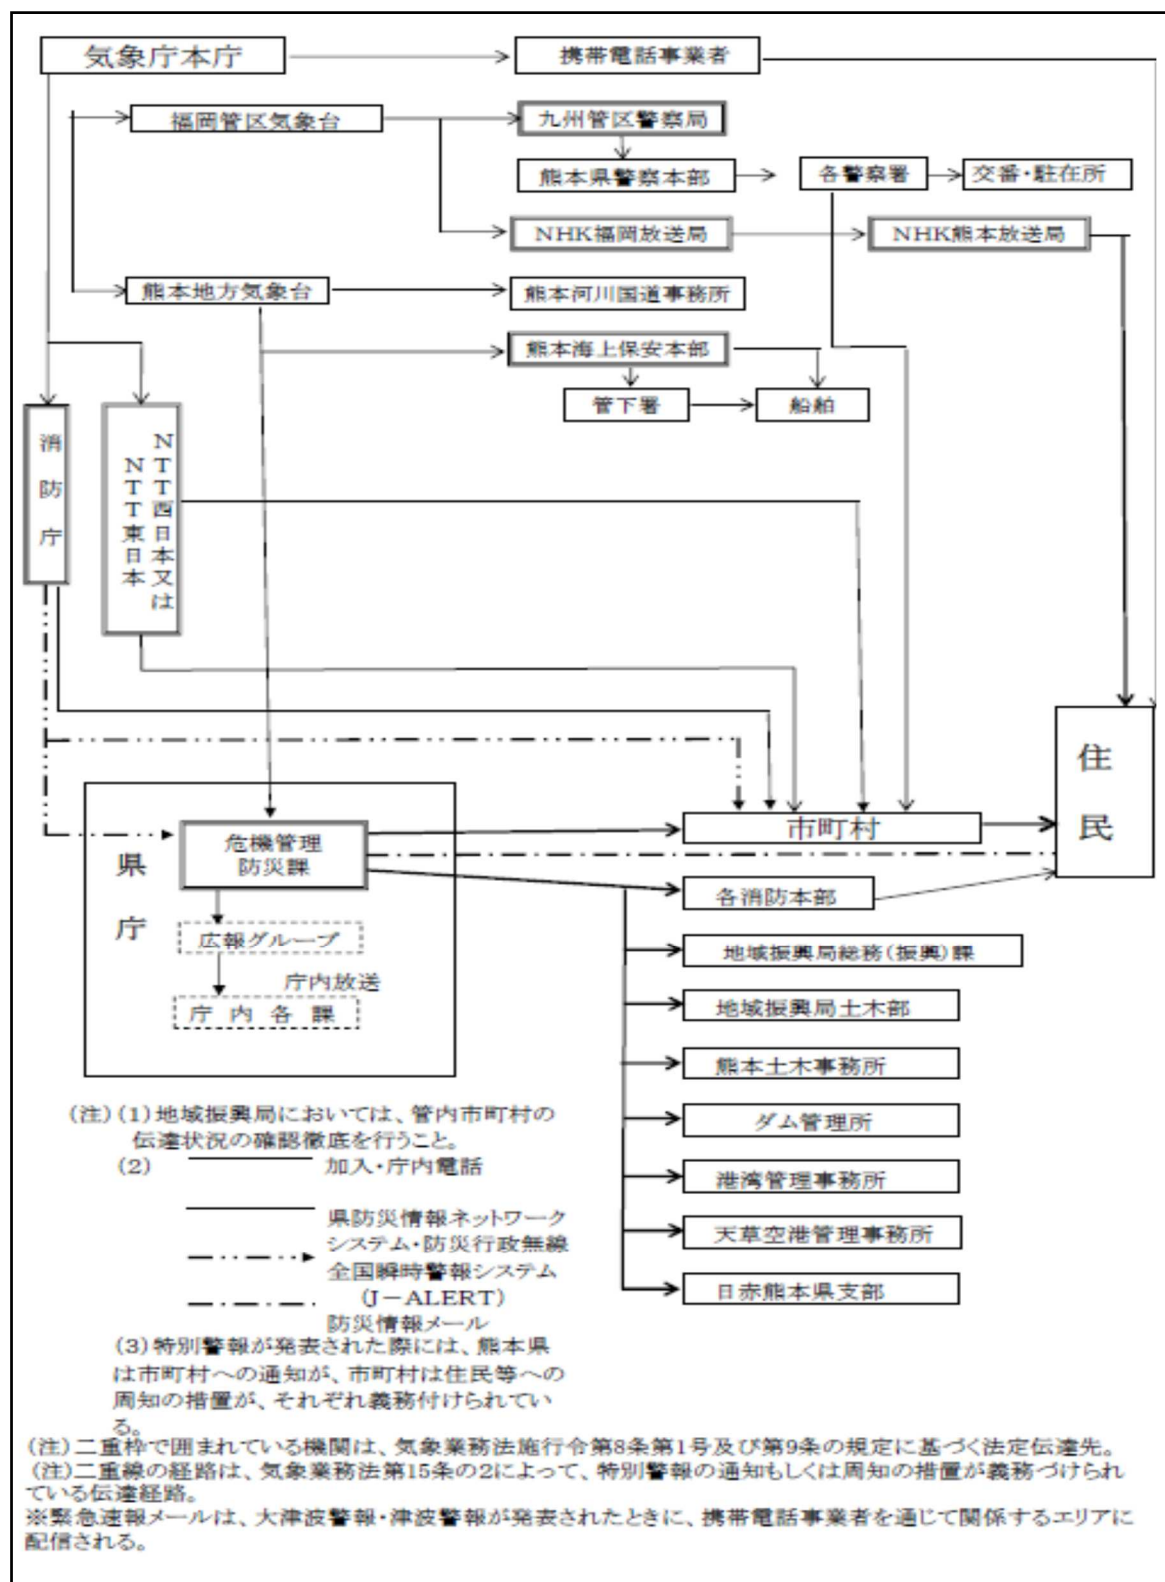 気象庁本庁
携帯電話事業者
福岡管区気象台
九州管区警察局
熊本県警察本部
各警察署
交番・駐在所
NHK福岡放送局
NHK熊本放送局
熊本地方気象台
熊本河川国道事務所
熊本海上保安本部
管下署
船舶
消防庁
NTT西日本又は
NTT東日本
住民
県庁
危機管理
防災課
市町村
各消防本部
広報グループ
庁内放送
庁内各課
地域振興局総務(振興)課
地域振興局土木部
熊本土木事務所
ダム管理所
港湾管理事務所
天草空港管理事務所
日赤熊本県支部
(注)(1)地域振興局においては、管内市町村の
伝達状況の確認徹底を行うこと。
(2) 加入・庁内電話
県防災情報ネットワーク
システム・防災行政無線
全国瞬時警報システム
(J-ALERT)
防災情報メール
(3)特別警報が発表された際には、熊本県
は市町村への通知が、市町村は住民等への
周知の措置が、それぞれ義務付けられてい
る。
(注)二重枠で囲まれている機関は、気象業務法施行令第8条第1号及び第9条の規定に基づく法定伝達先。
(注)二重線の経路は、気象業務法第15条の2によって、特別警報の通知もしくは周知の措置が義務づけられ
ている伝達経路。
※緊急速報メールは、大津波警報・津波警報が発表されたときに、携帯電話事業者を通じて関係するエリアに
配信される。